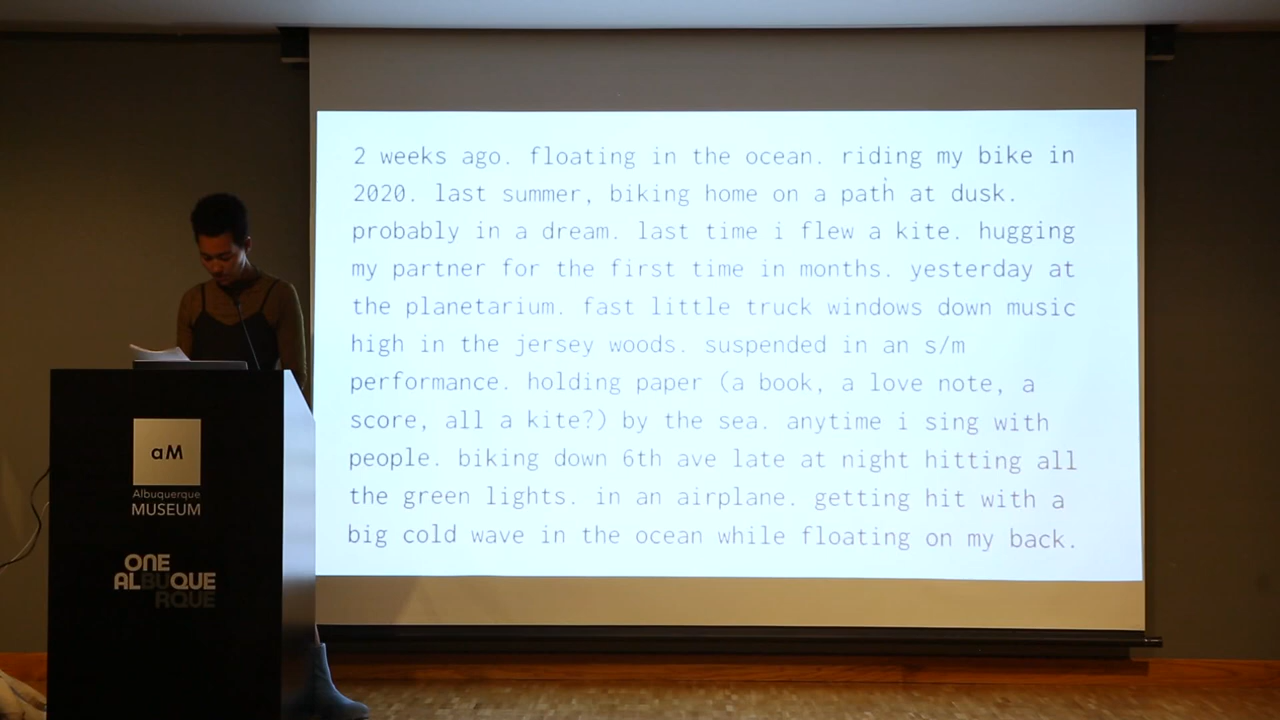 2 weeks ago. floating in the ocean. riding my bike in
2020. last summer, biking home on a path at dusk.
probably in a dream. last time i flew a kite. hugging
my partner for the first time in months. yesterday at
the planetarium. fast little truck windows down music
high in the jersey woods. suspended in an s/m
performance. holding paper (a book, a love note, a
score, all a kite?) by the sea. anytime i sing with
people. biking down 6th ave late at night hitting all
the green lights. in an airplane. getting hit with a
big cold wave in the ocean while floating on my back.
aM
Albuquerque
MUSEUM
ONE
ALBUQUE
RQUE